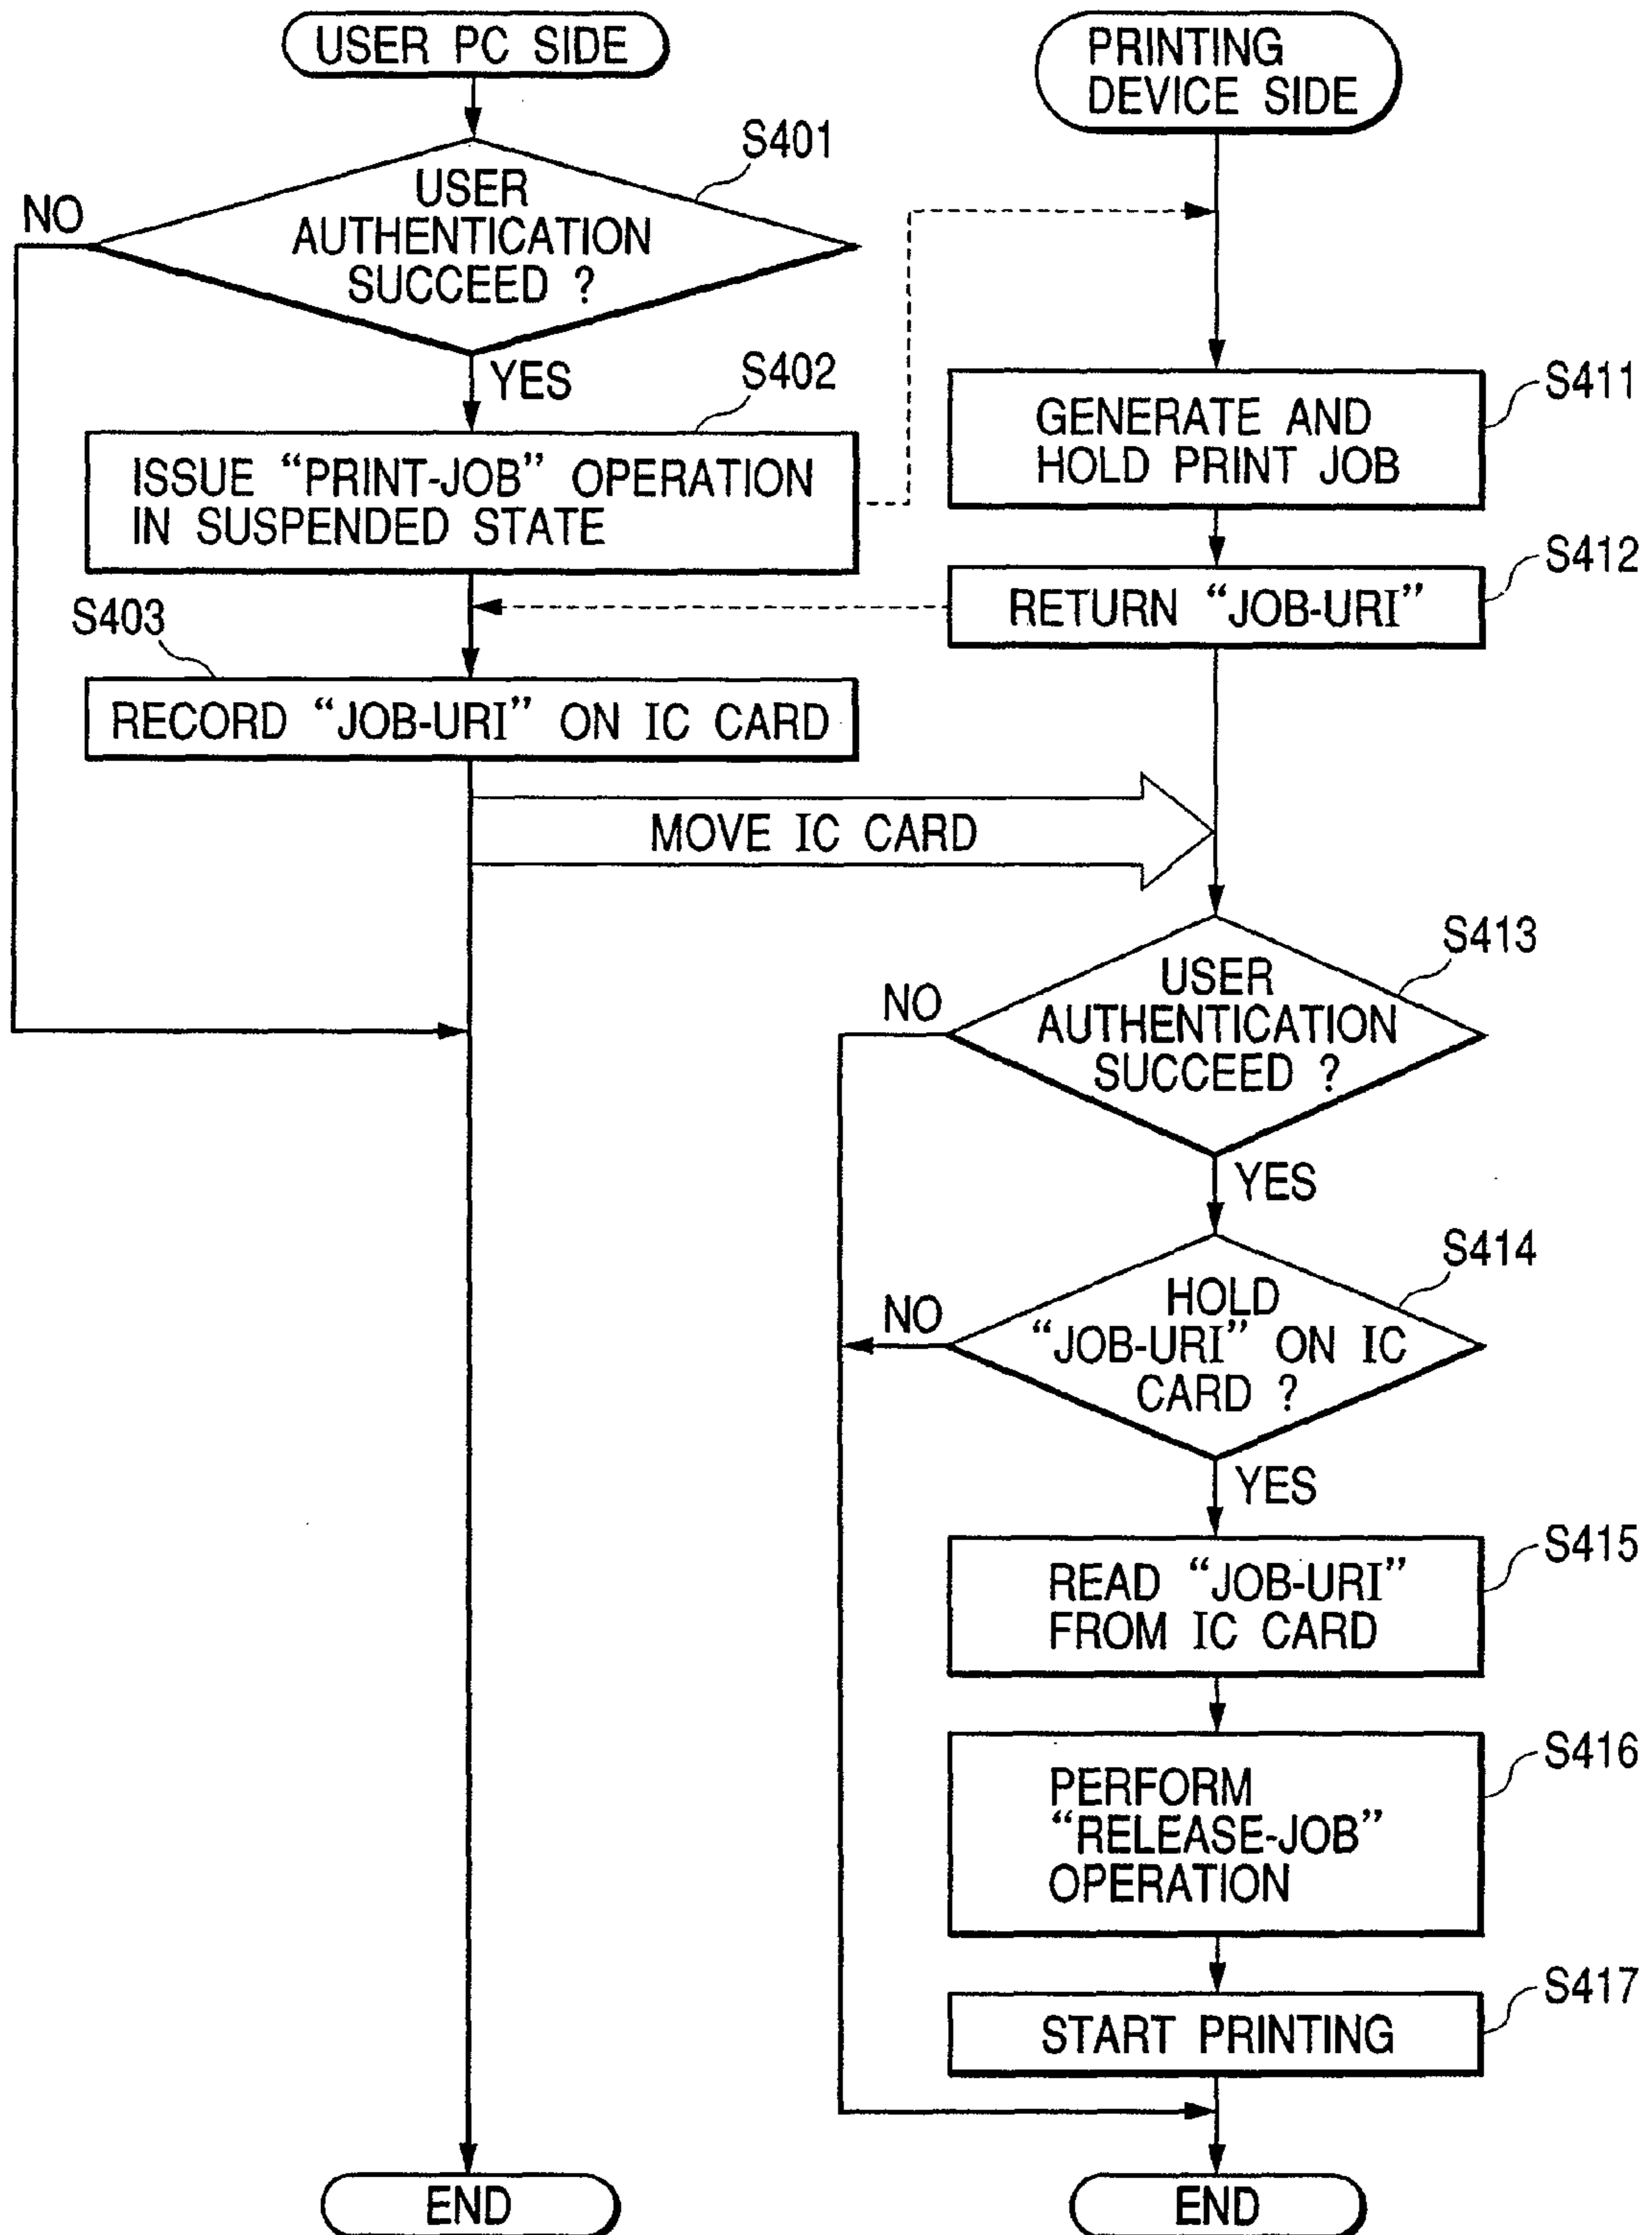 USER PC SIDE
PRINTING
DEVICE SIDE
S401
USER
AUTHENTICATION
SUCCEED ?
NO
YES
S402
ISSUE “PRINT-JOB” OPERATION
IN SUSPENDED STATE
S411
GENERATE AND
HOLD PRINT JOB
S412
RETURN “JOB-URI”
S403
RECORD “JOB-URI” ON IC CARD
MOVE IC CARD
S413
USER
AUTHENTICATION
SUCCEED ?
NO
YES
S414
HOLD
“JOB-URI” ON IC
CARD ?
NO
YES
S415
READ “JOB-URI”
FROM IC CARD
S416
PERFORM
“RELEASE-JOB”
OPERATION
S417
START PRINTING
END
END